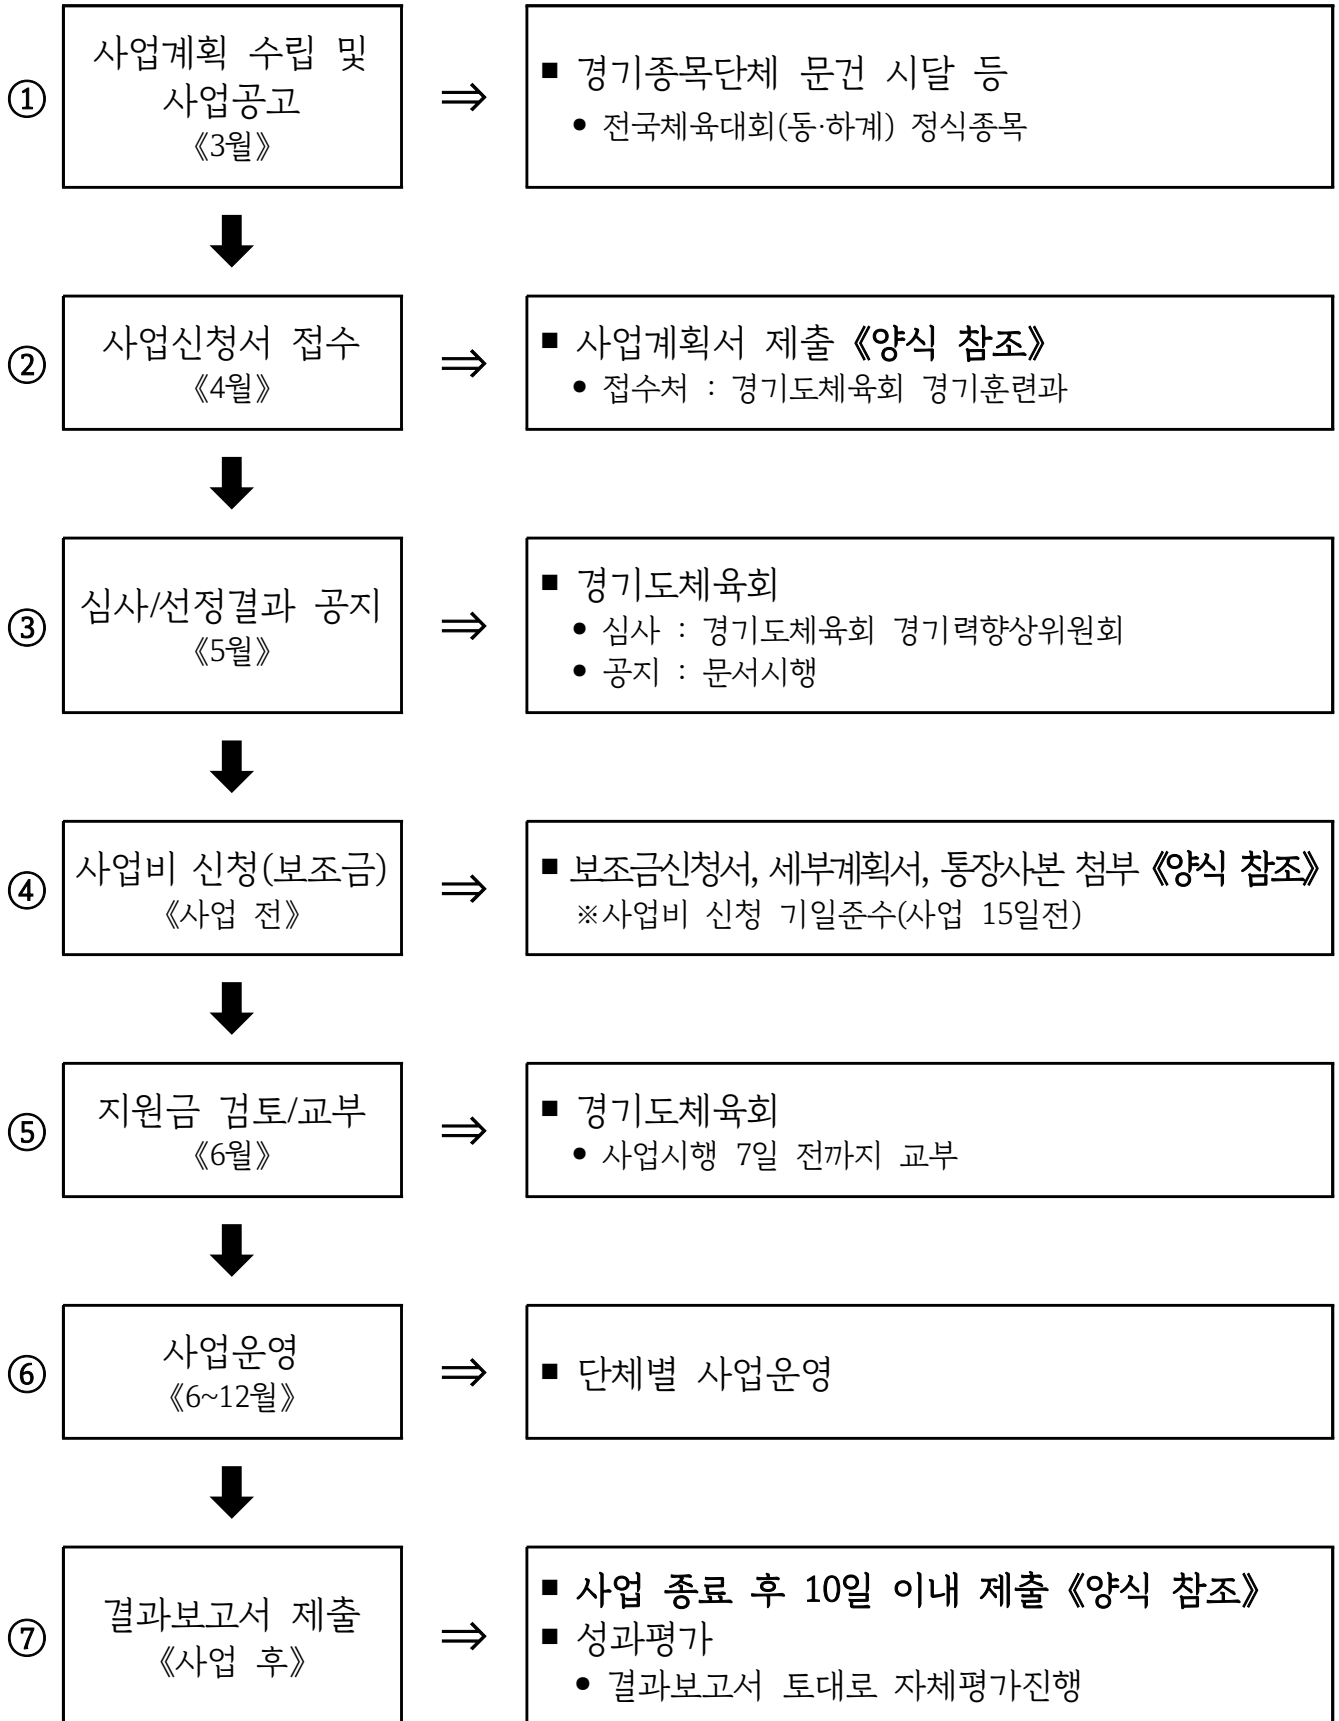 ①
사업계획 수립 및
사업공고
《3월》
⇒
■ 경기종목단체 문건 시달 등
• 전국체육대회(동·하계) 정식종목
②
사업신청서 접수
《4월》
⇒
■ 사업계획서 제출 《양식 참조》
• 접수처 : 경기도체육회 경기훈련과
③
심사/선정결과 공지
《5월》
⇒
■ 경기도체육회
• 심사 : 경기도체육회 경기력향상위원회
• 공지 : 문서시행
④
사업비 신청(보조금)
《사업 전》
⇒
■ 보조금신청서, 세부계획서, 통장사본 첨부 《양식 참조》
※사업비 신청 기일준수(사업 15일전)
⑤
지원금 검토/교부
《6월》
⇒
■ 경기도체육회
• 사업시행 7일 전까지 교부
⑥
사업운영
《6~12월》
⇒
■ 단체별 사업운영
⑦
결과보고서 제출
《사업 후》
⇒
■ 사업 종료 후 10일 이내 제출 《양식 참조》
■ 성과평가
• 결과보고서 토대로 자체평가진행